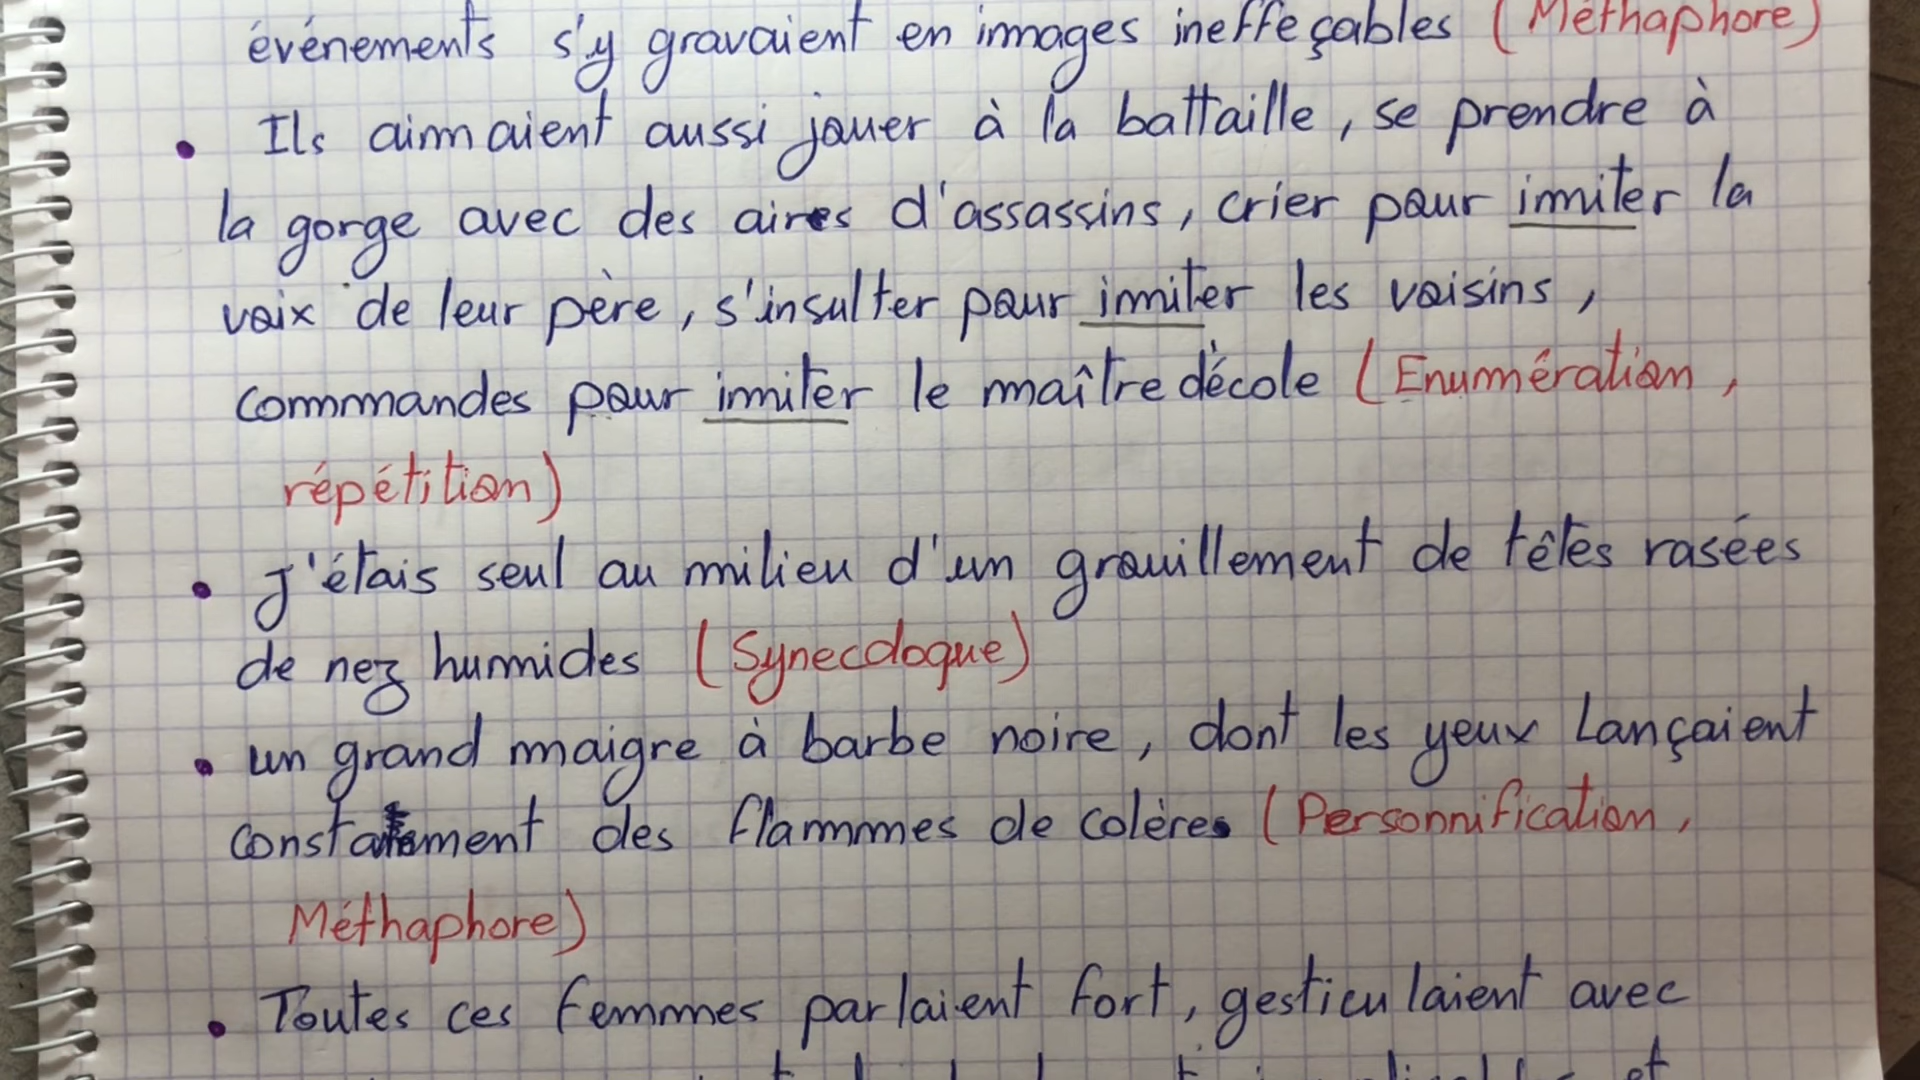 événements s'y gravaient en images ineffeçables (Méthaphore)
• Ils aimaient aussi jouer à la battaille, se prendre à
la gorge avec des aires d'assassins, crier pour imiter la
voix de leur père, s'insulter pour imiter les voisins,
commandes pour imiter le maître d'école (Enumération,
répétition)
• J'étais seul au milieu d'un grouillement de têtes rasées
de nez humides (Synecdoque)
• un grand maigre à barbe noire, dont les yeux Lançaient
constatement des flammes de colères (Personnification,
Méthaphore)
• Toutes ces femmes parlaient fort, gesticulaient avec